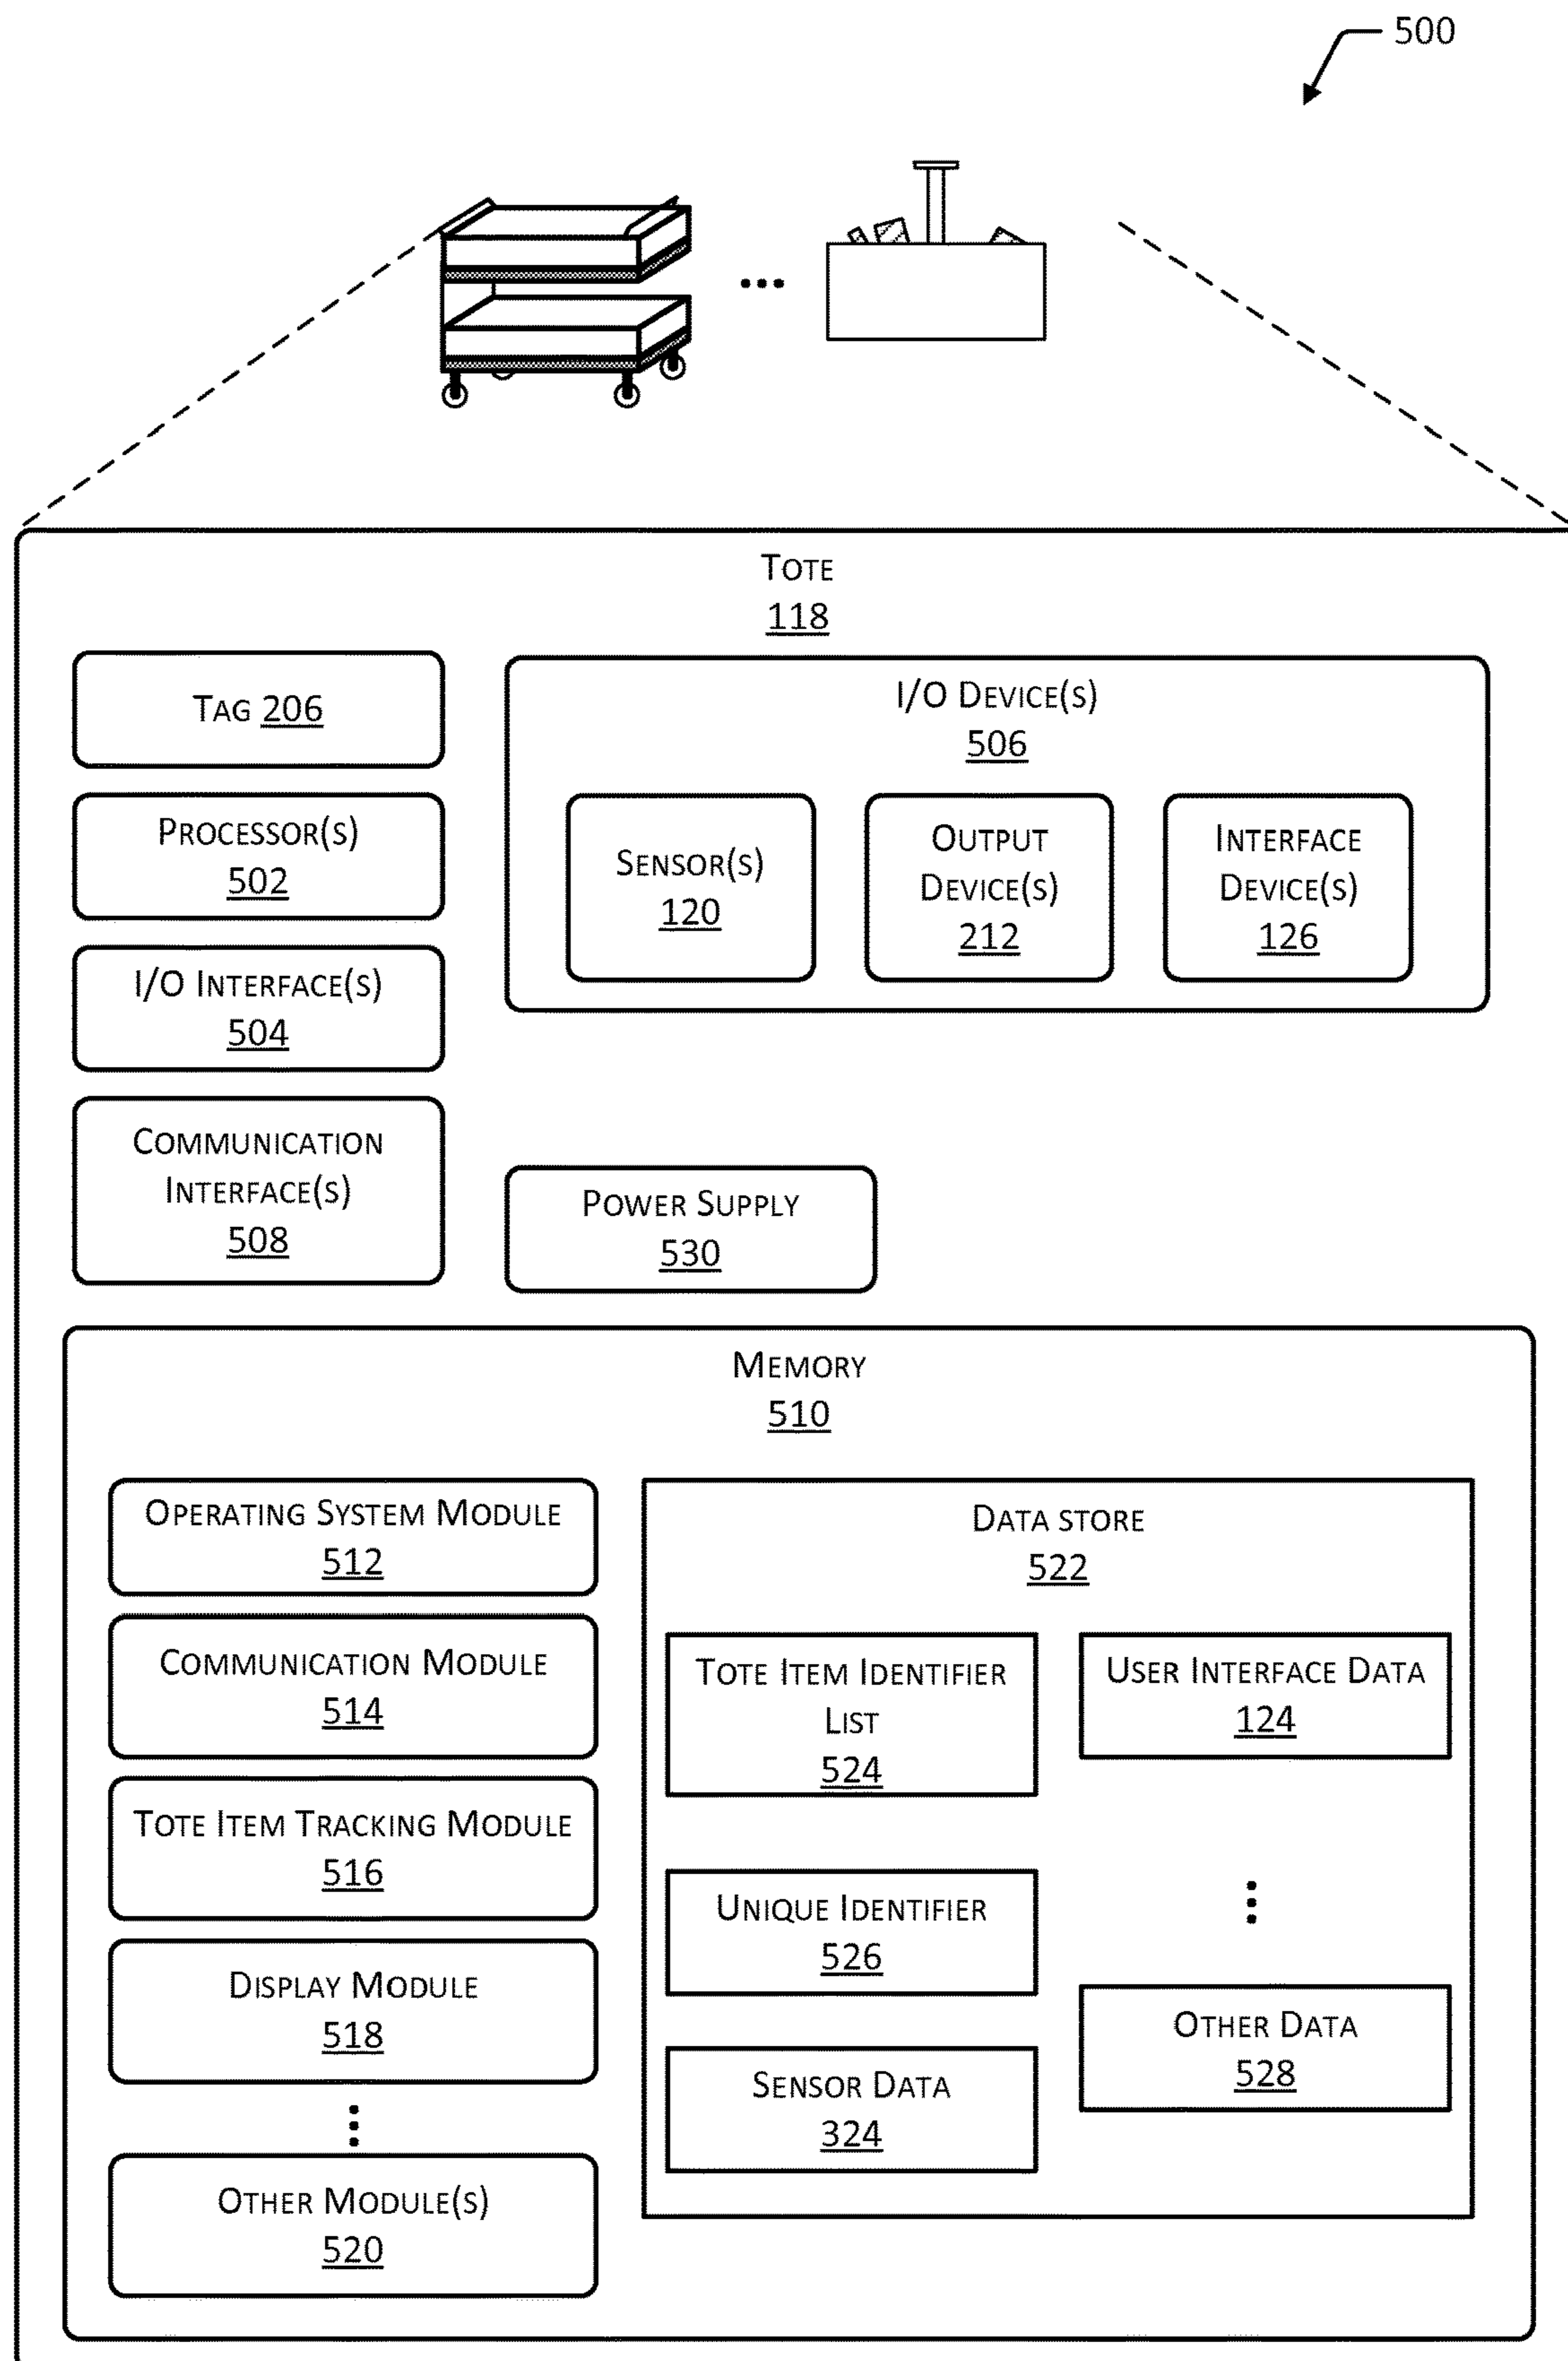 500
Tote
118
Tag 206
Processor(s)
502
I/O Interface(s)
504
Communication
Interface(s)
508
I/O Device(s)
506
Sensor(s)
120
Output
Device(s)
212
Interface
Device(s)
126
Power Supply
530
Memory
510
Operating System Module
512
Communication Module
514
Tote Item Tracking Module
516
Display Module
518
Other Module(s)
520
Data store
522
Tote Item Identifier
List
524
Unique Identifier
526
Sensor Data
324
User Interface Data
124
Other Data
528